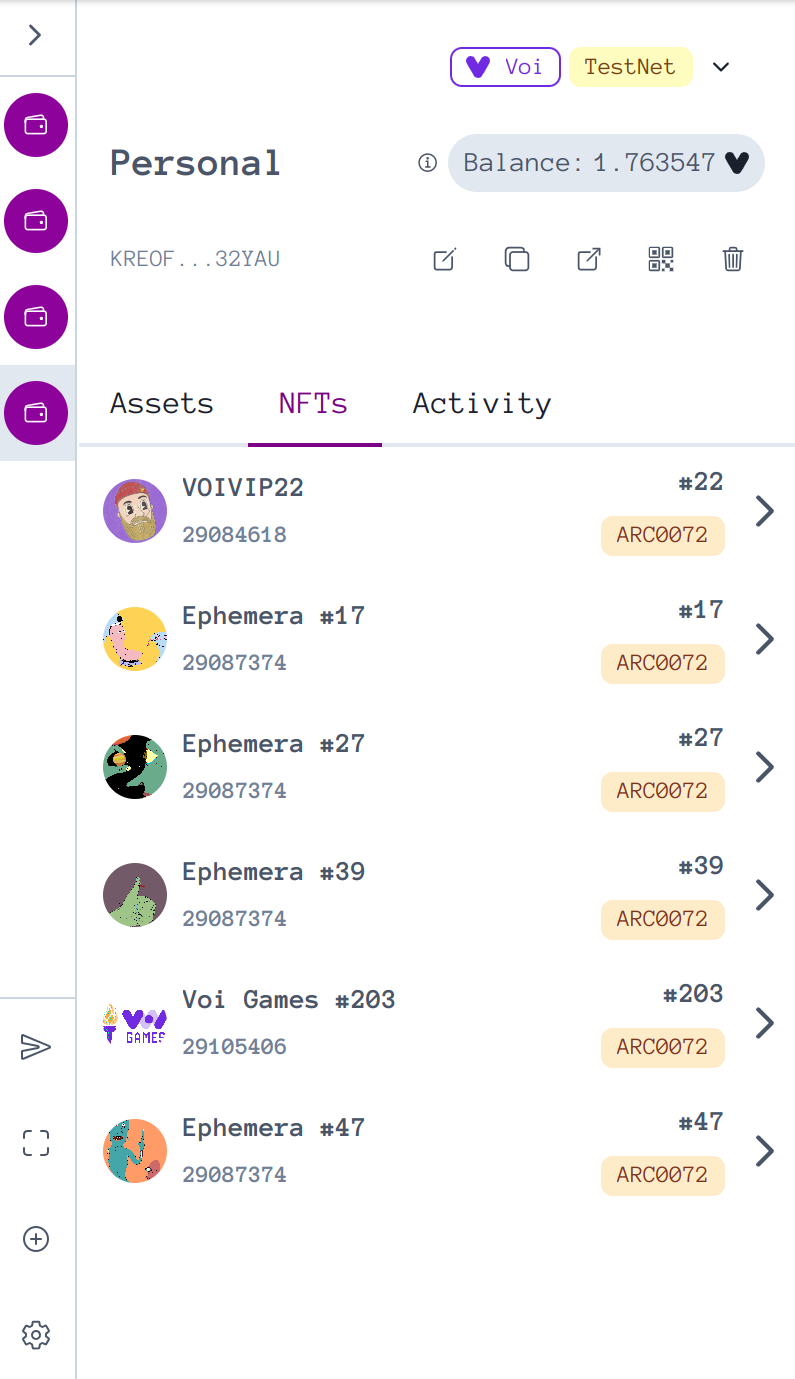 Voi TestNet
Personal Balance: 1.763547
KREOF...32YAU
Assets NFTs Activity
VOIVIP22 #22
29084618 ARC0072
Ephemera #17 #17
29087374 ARC0072
Ephemera #27 #27
29087374 ARC0072
Ephemera #39 #39
29087374 ARC0072
Voi Games #203 #203
VOI
GAMES
29105406 ARC0072
Ephemera #47 #47
29087374 ARC0072